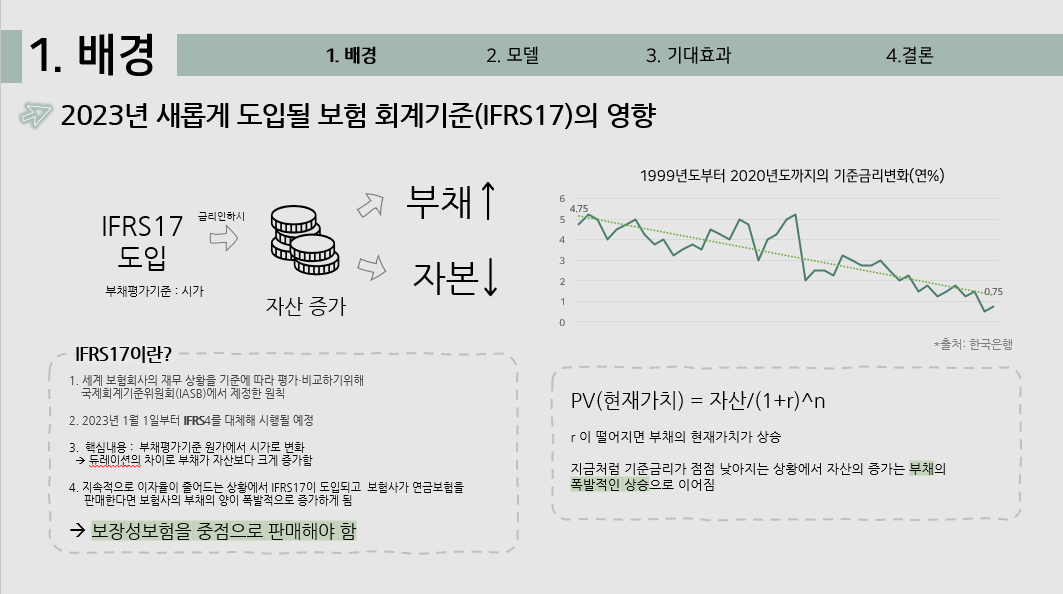 1. 배경
1. 배경
2. 모델
3. 기대효과
4.결론
2023년 새롭게 도입될 보험 회계기준(IFRS17)의 영향
IFRS17
도입
부채평가기준 : 시가
금리인하시
자산 증가
부채↑
자본↓
1999년도부터 2020년도까지의 기준금리변화(연%)
6
5
4
3
2
1
0
4.75
0.75
*출처: 한국은행
IFRS17이란?
1. 세계 보험회사의 재무 상황을 기준에 따라 평가·비교하기위해
국제회계기준위원회(IASB)에서 제정한 원칙
2. 2023년 1월 1일부터 IFRS4를 대체해 시행될 예정
3. 핵심내용 : 부채평가기준 원가에서 시가로 변화
→ 듀레이션의 차이로 부채가 자산보다 크게 증가함
4. 지속적으로 이자율이 줄어드는 상황에서 IFRS17이 도입되고 보험사가 연금보험을
판매한다면 보험사의 부채의 양이 폭발적으로 증가하게 됨
→ 보장성보험을 중점으로 판매해야 함
PV(현재가치) = 자산/(1+r)^n
r 이 떨어지면 부채의 현재가치가 상승
지금처럼 기준금리가 점점 낮아지는 상황에서 자산의 증가는 부채의
폭발적인 상승으로 이어짐